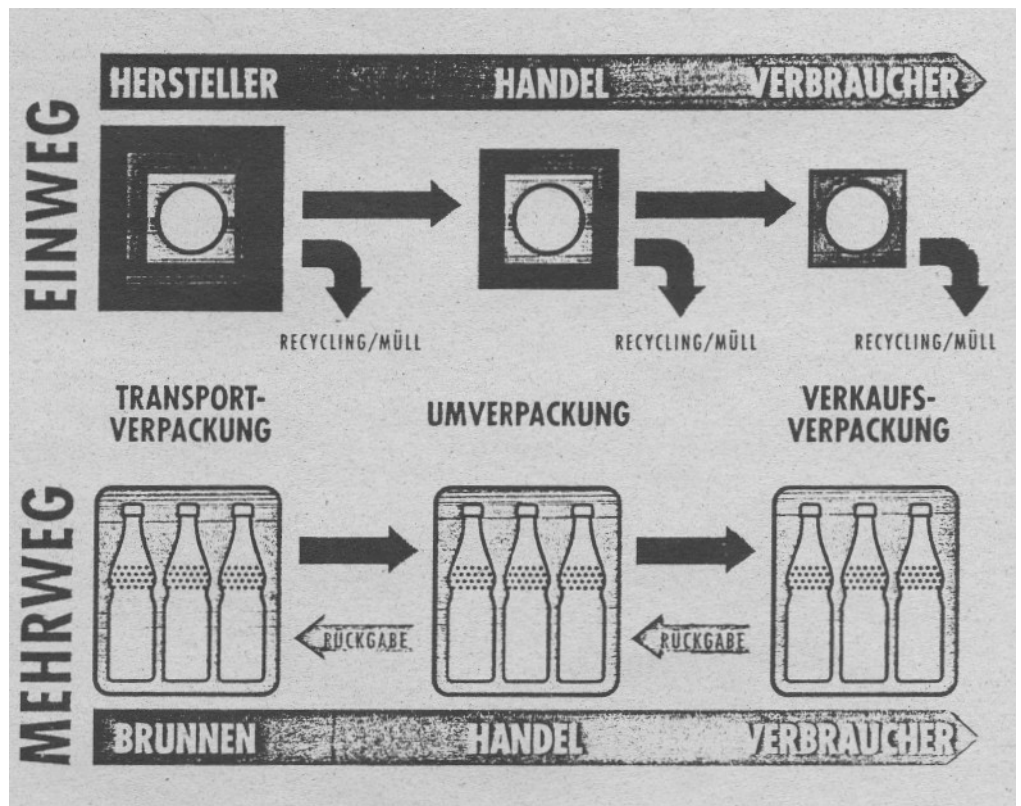 EINWEG
HERSTELLER HANDEL VERBRAUCHER
RECYCLING/MÜLL RECYCLING/MÜLL RECYCLING/MÜLL
TRANSPORT-
VERPACKUNG
UMVERPACKUNG
VERKAUFS-
VERPACKUNG
MEHRWEG
RÜCKGABE RÜCKGABE
BRUNNEN HANDEL VERBRAUCHER